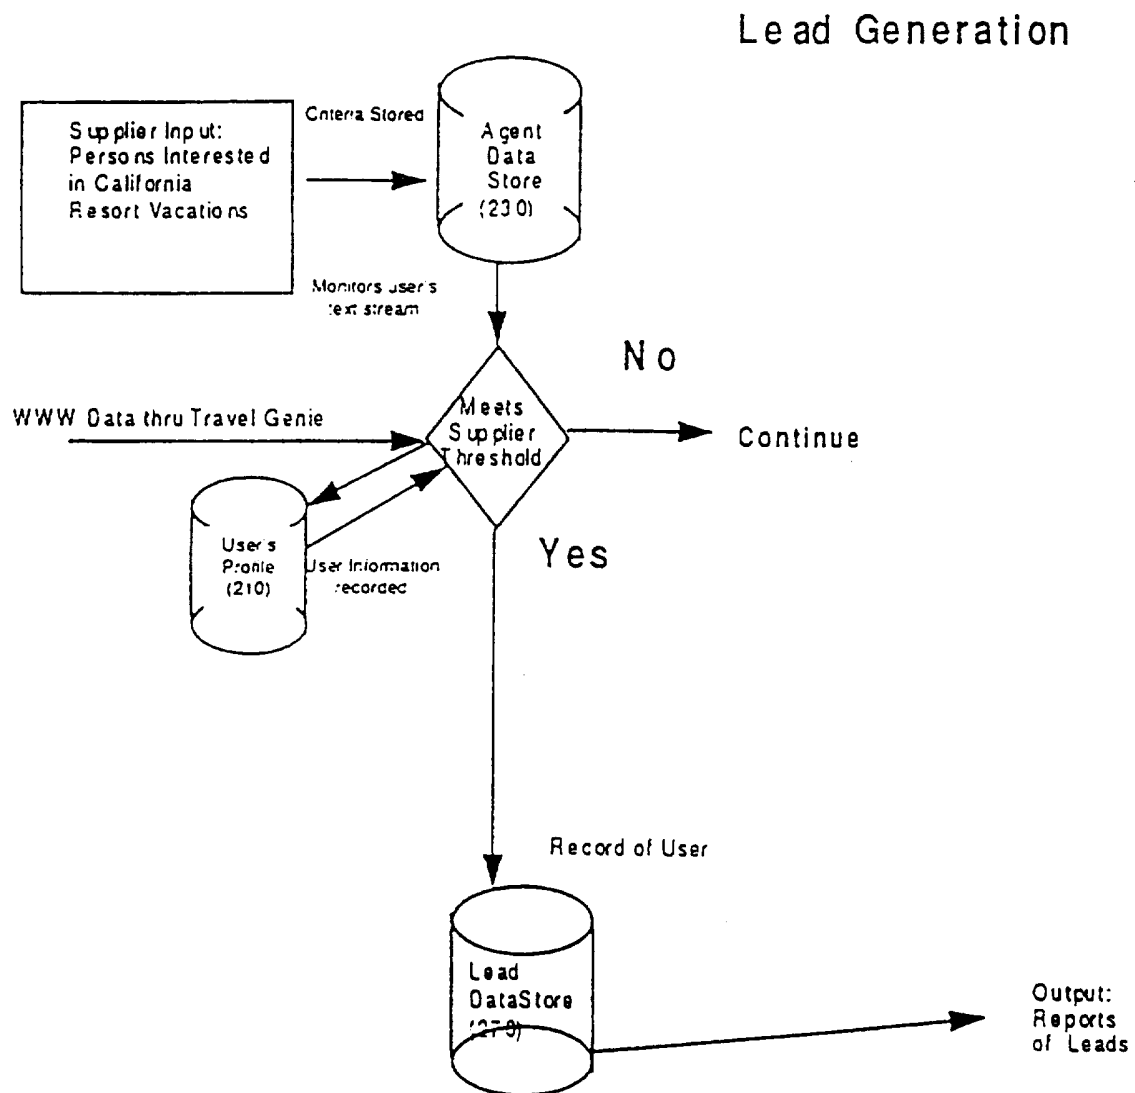 Lead Generation
Supplier Input:
Persons Interested
in California
Resort Vacations
Criteria Stored
Agent
Data
Store
(230)
Monitors user's
text stream
No
WWW Data thru Travel Genie
Meets
Supplier
Threshold
Continue
User's
Profile
(210)
User Information
recorded
Yes
Record of User
Lead
DataStore
Output:
Reports
of Leads